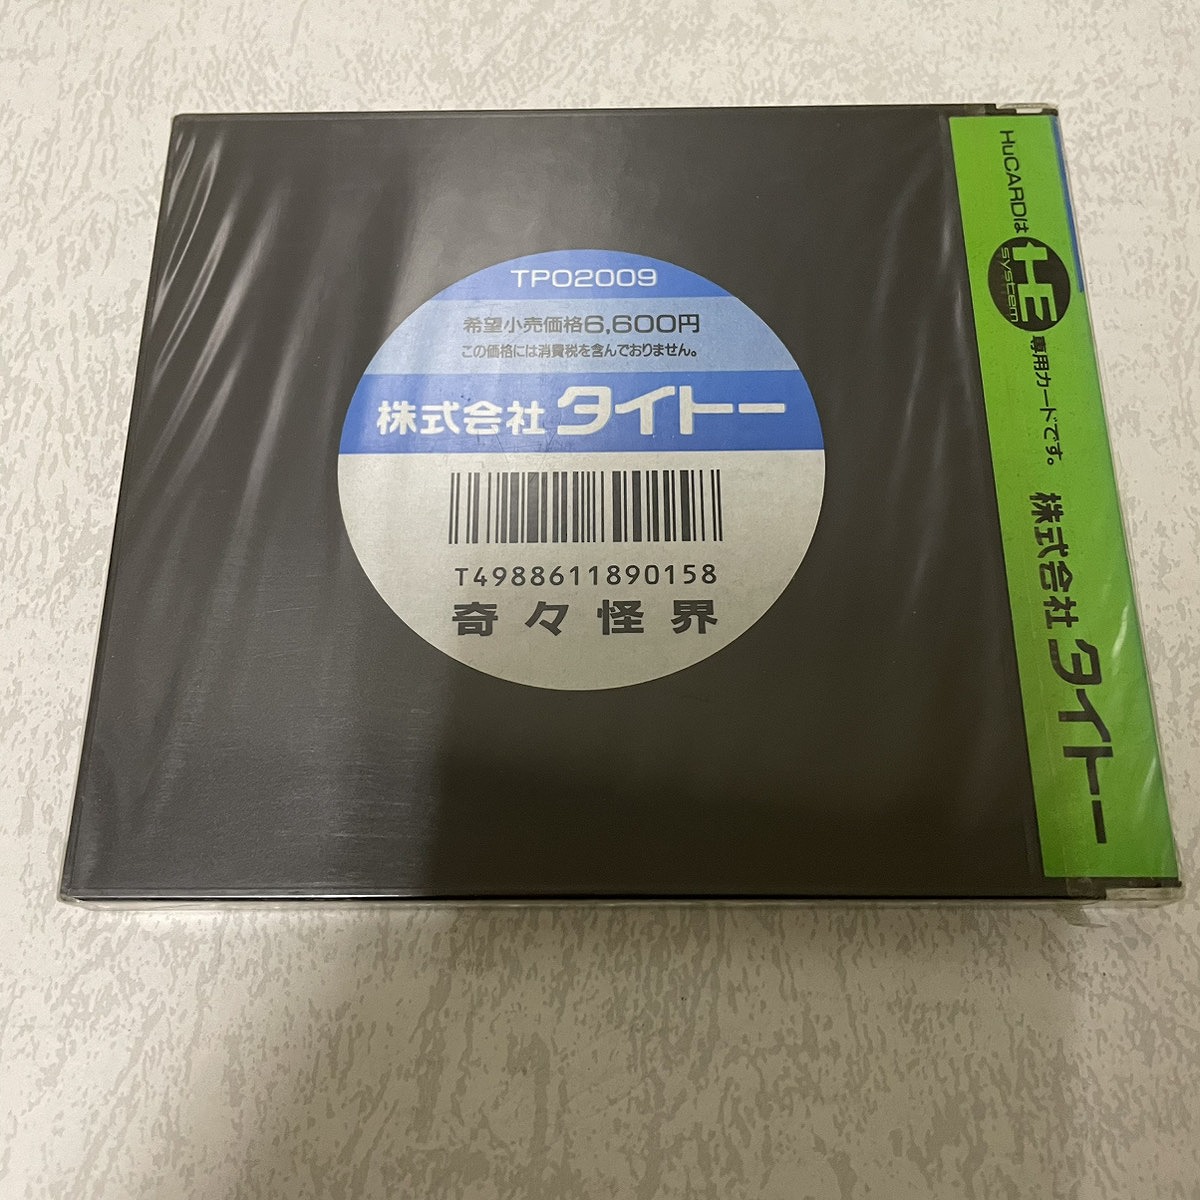 TP02009
希望小売価格6,600円
この価格には消費税を含んでおりません。
株式会社 タイトー
T4988611890158
奇々怪界
HuCARDは HE system 専用カードです。 株式会社 タイトー